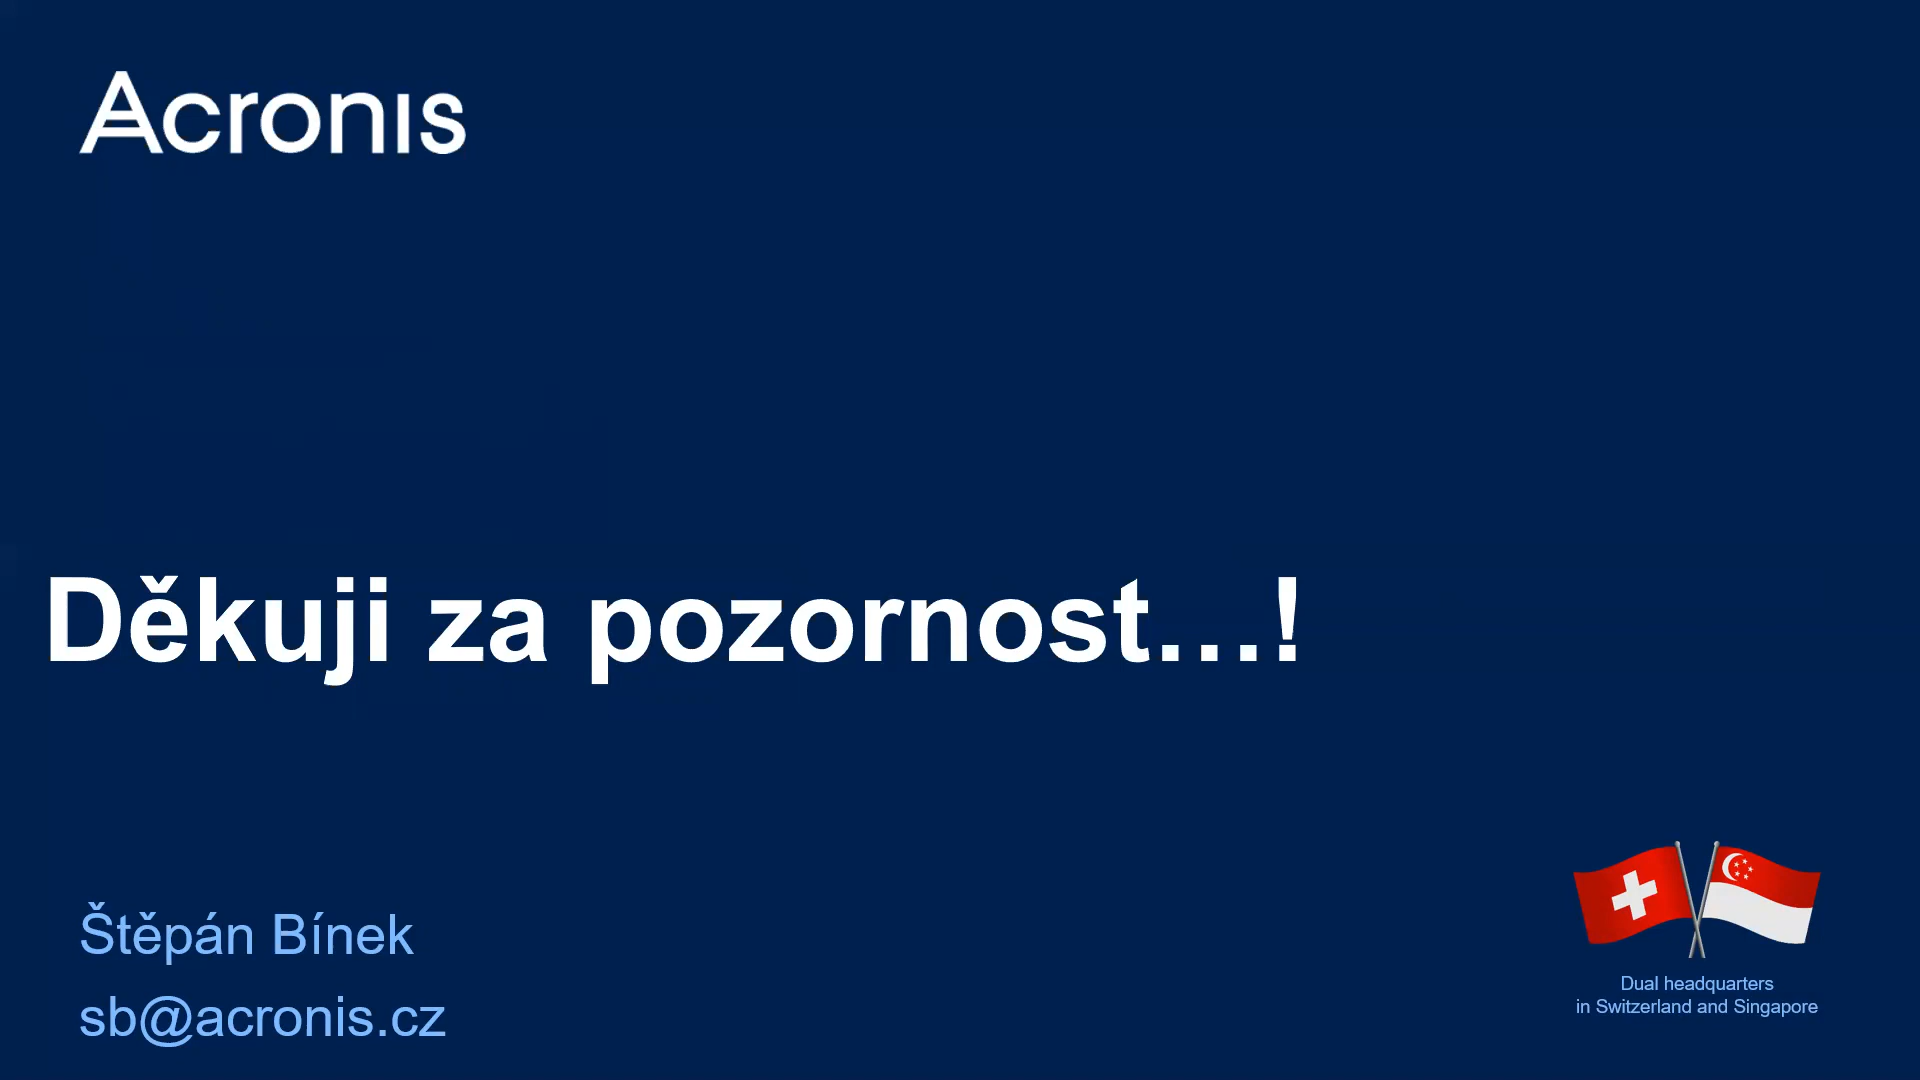 Acronis
Děkuji za pozornost...!
Štěpán Bínek
sb@acronis.cz
Dual headquarters
in Switzerland and Singapore